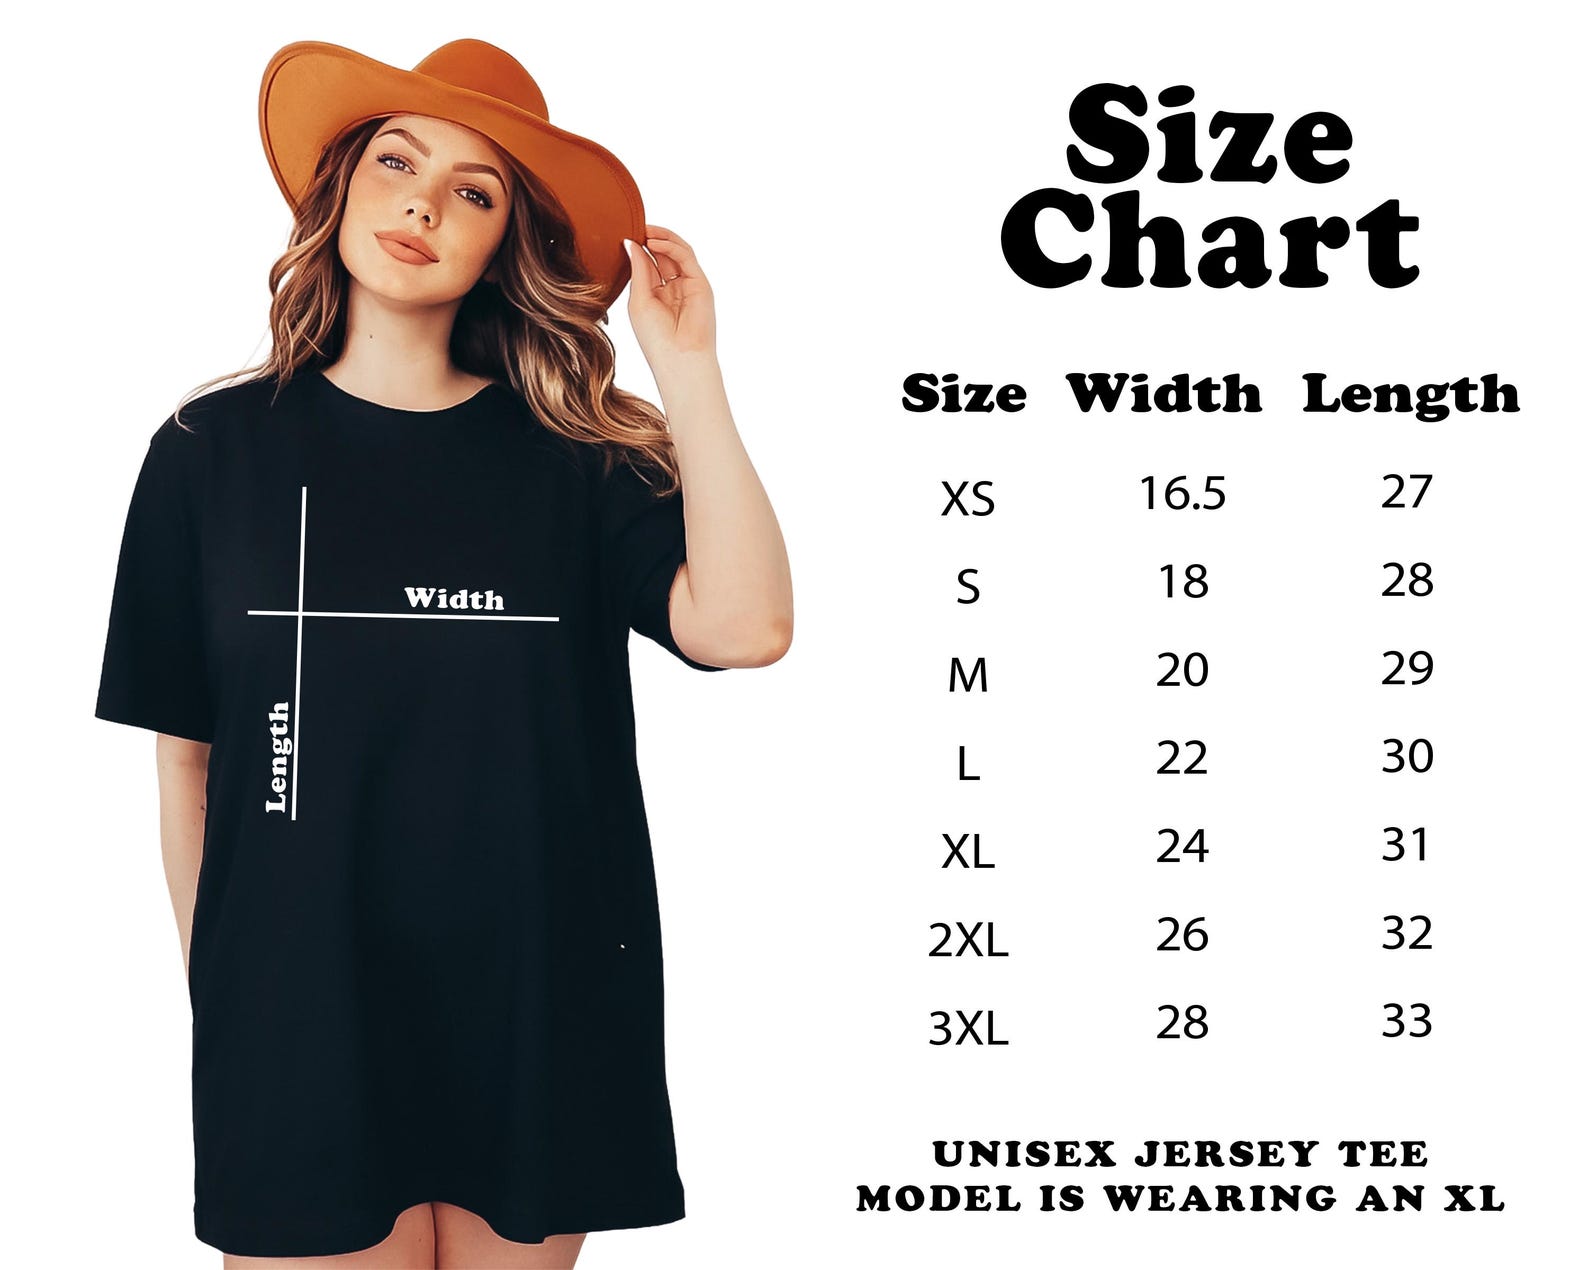 Size
Chart
Size Width Length
XS 16.5 27
S 18 28
M 20 29
L 22 30
XL 24 31
2XL 26 32
3XL 28 33
UNISEX JERSEY TEE
MODEL IS WEARING AN XL
Width
Length